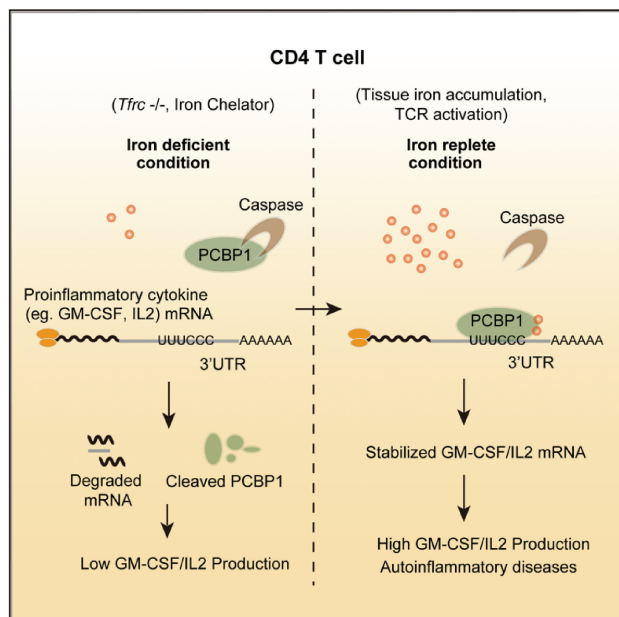 CD4 T cell
(Tfrc -/-, Iron Chelator)
Iron deficient
condition
Caspase
PCBP1
Proinflammatory cytokine
(eg. GM-CSF, IL2) mRNA
UUUCCC
AAAAAA
3'UTR
Degraded
mRNA
Cleaved PCBP1
Low GM-CSF/IL2 Production
(Tissue iron accumulation,
TCR activation)
Iron replete
condition
Caspase
PCBP1
UUUCCC
AAAAAA
3'UTR
Stabilized GM-CSF/IL2 mRNA
High GM-CSF/IL2 Production
Autoinflammatory diseases